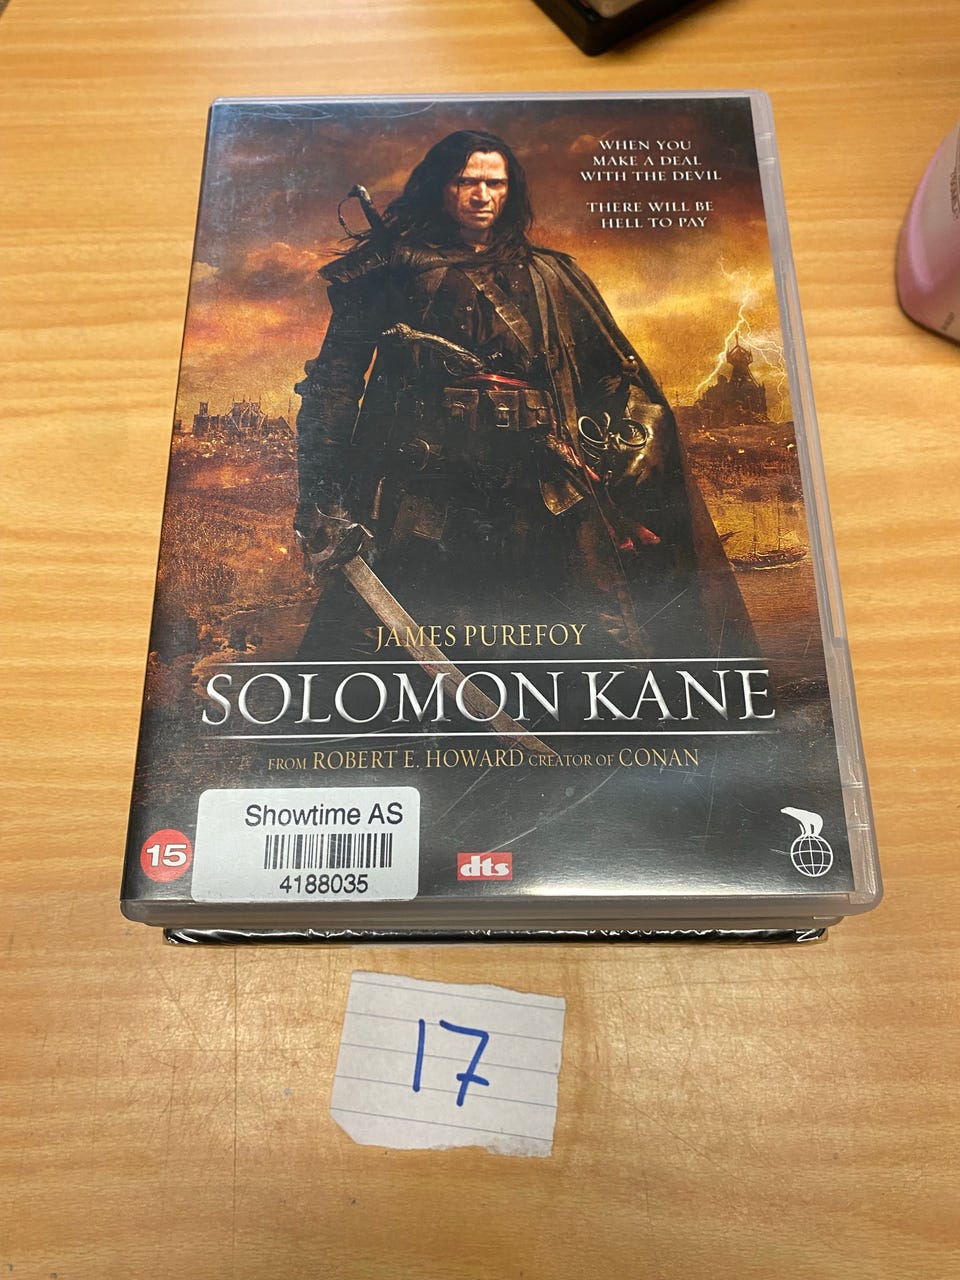 WHEN YOU
MAKE A DEAL
WITH THE DEVIL
THERE WILL BE
HELL TO PAY
JAMES PUREFOY
SOLOMON KANE
FROM ROBERT E. HOWARD CREATOR OF CONAN
Showtime AS
4188035
15
dts
17